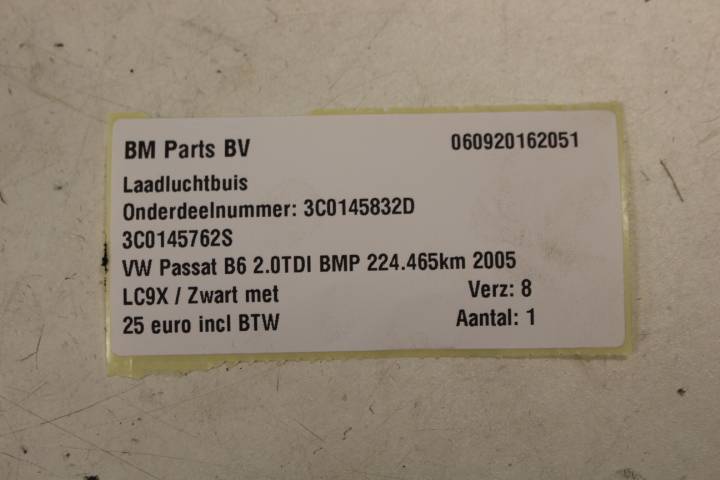 BM Parts BV 060920162051
Laadluchtbuis
Onderdeelnummer: 3C0145832D
3C0145762S
VW Passat B6 2.0TDI BMP 224.465km 2005
LC9X / Zwart met Verz: 8
25 euro incl BTW Aantal: 1